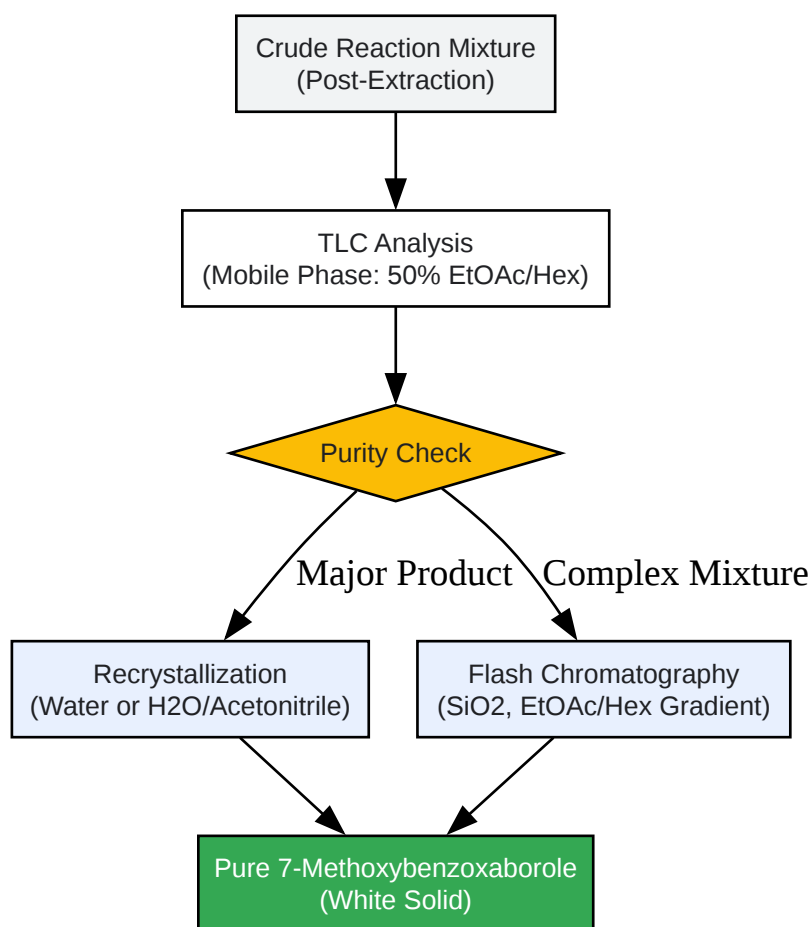 Crude Reaction Mixture
(Post-Extraction)
TLC Analysis
(Mobile Phase: 50% EtOAc/Hex)
Purity Check
Major Product
Complex Mixture
Recrystallization
(Water or H2O/Acetonitrile)
Flash Chromatography
(SiO2, EtOAc/Hex Gradient)
Pure 7-Methoxybenzoxaborole
(White Solid)